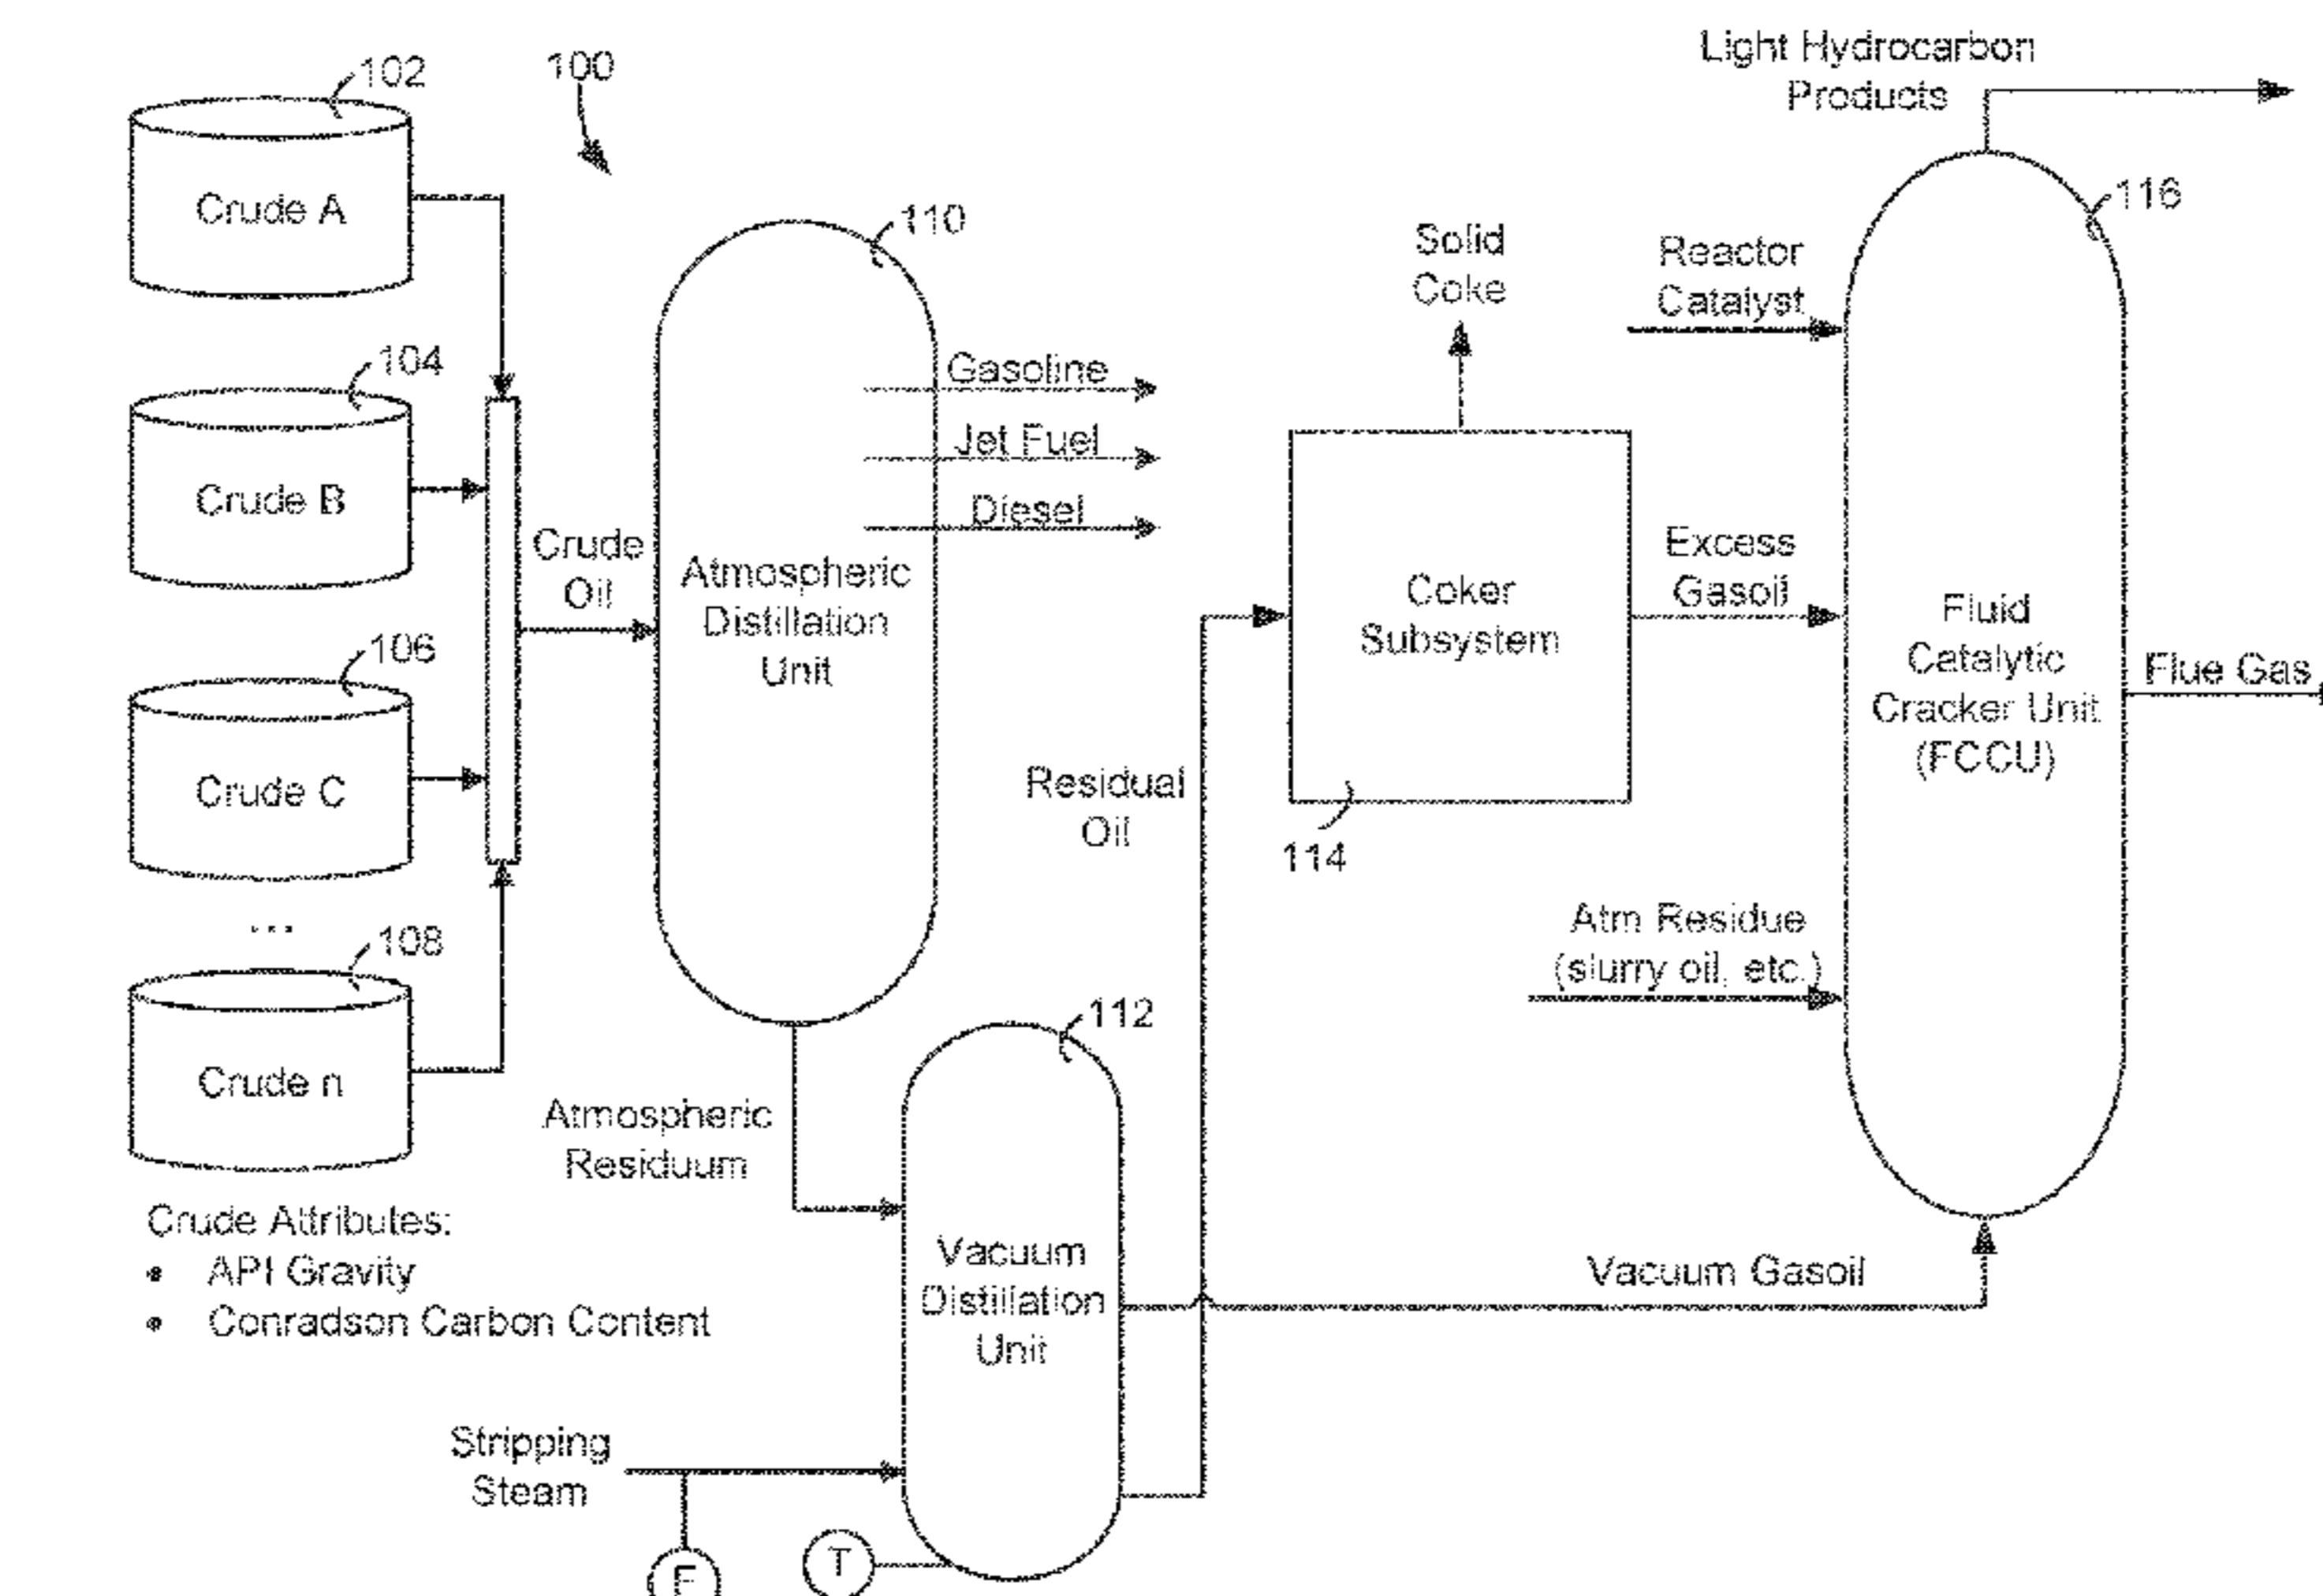 102
Crude A
104
Crude B
106
Crude C
...
108
Crude n
Crude Attributes:
• API Gravity
• Conradson Carbon Content
100
Crude
Oil
110
Gasoline
Jet Fuel
Diesel
Atmospheric
Distillation
Unit
Atmospheric
Residuum
112
Vacuum
Distillation
Unit
Stripping
Steam
F
T
Residual
Oil
Solid
Coke
Coker
Subsystem
114
Light Hydrocarbon
Products
116
Reactor
Catalyst
Excess
Gasoil
Fluid
Catalytic
Cracker Unit
(FCCU)
Flue Gas
Atm Residue
(slurry oil, etc.)
Vacuum Gasoil